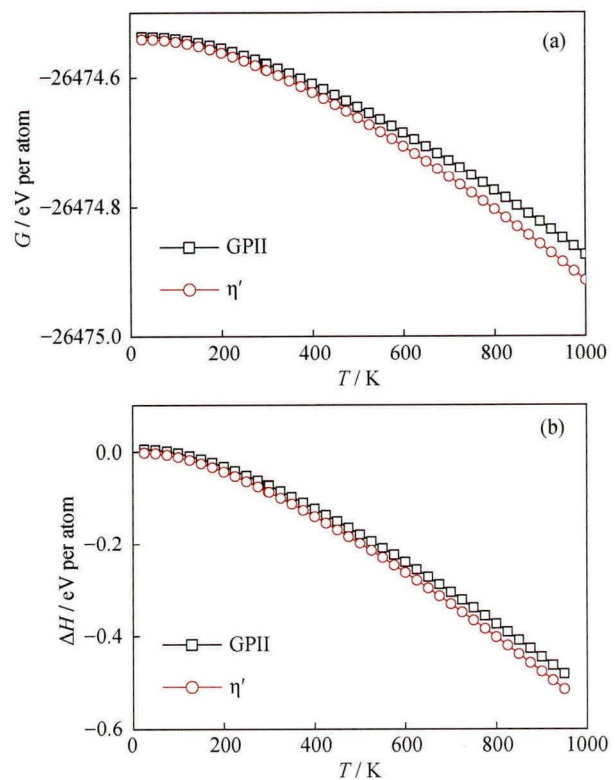 (a)
G / eV per atom
−26474.6
−26474.8
−26475.0
GPII
η′
0 200 400 600 800 1000
T / K
(b)
ΔH / eV per atom
0.0
−0.2
−0.4
−0.6
GPII
η′
0 200 400 600 800 1000
T / K